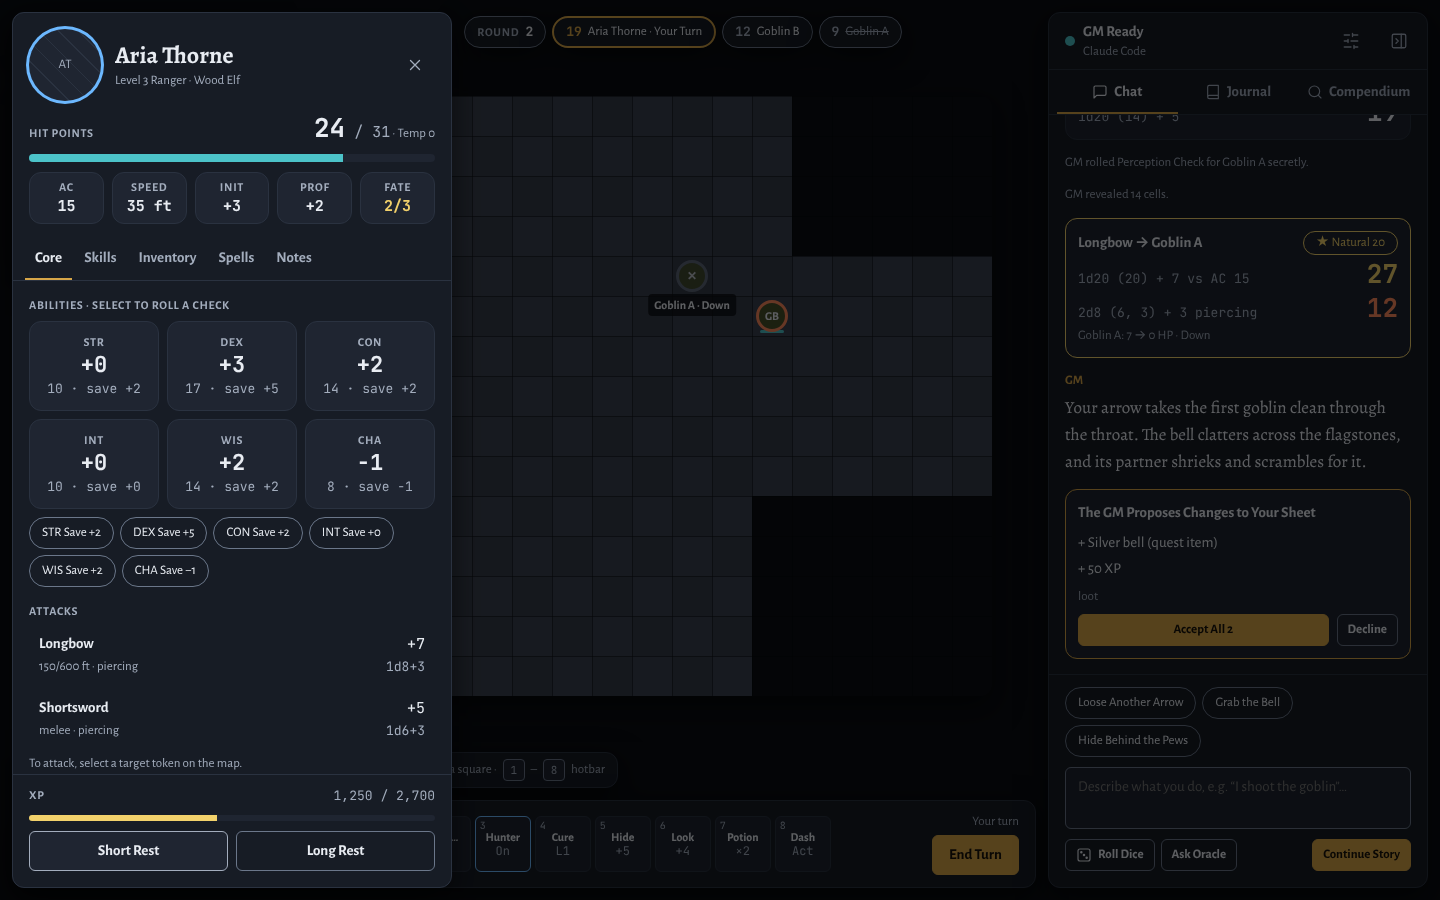 AT
Aria Thorne
Level 3 Ranger · Wood Elf
HIT POINTS
24 / 31 · Temp 0
AC
15
SPEED
35 ft
INIT
+3
PROF
+2
FATE
2/3
Core
Skills
Inventory
Spells
Notes
ABILITIES · SELECT TO ROLL A CHECK
STR
+0
10 · save +2
DEX
+3
17 · save +5
CON
+2
14 · save +2
INT
+0
10 · save +0
WIS
+2
14 · save +2
CHA
-1
8 · save -1
STR Save +2
DEX Save +5
CON Save +2
INT Save +0
WIS Save +2
CHA Save −1
ATTACKS
Longbow
+7
150/600 ft · piercing
1d8+3
Shortsword
+5
melee · piercing
1d6+3
To attack, select a target token on the map.
XP
1,250 / 2,700
Short Rest
Long Rest
ROUND 2
19 Aria Thorne · Your Turn
12 Goblin B
9 Goblin A
Goblin A · Down
GB
a square · 1 – 8 hotbar
3
Hunter
On
4
Cure
L1
5
Hide
+5
6
Look
+4
7
Potion
×2
8
Dash
Act
Your turn
End Turn
GM Ready
Claude Code
Chat
Journal
Compendium
1d20 (14) + 5
GM rolled Perception Check for Goblin A secretly.
GM revealed 14 cells.
Longbow → Goblin A
★ Natural 20
1d20 (20) + 7 vs AC 15
27
2d8 (6, 3) + 3 piercing
12
Goblin A: 7 → 0 HP · Down
GM
Your arrow takes the first goblin clean through
the throat. The bell clatters across the flagstones,
and its partner shrieks and scrambles for it.
The GM Proposes Changes to Your Sheet
+ Silver bell (quest item)
+ 50 XP
loot
Accept All 2
Decline
Loose Another Arrow
Grab the Bell
Hide Behind the Pews
Describe what you do, e.g. "I shoot the goblin"…
Roll Dice
Ask Oracle
Continue Story